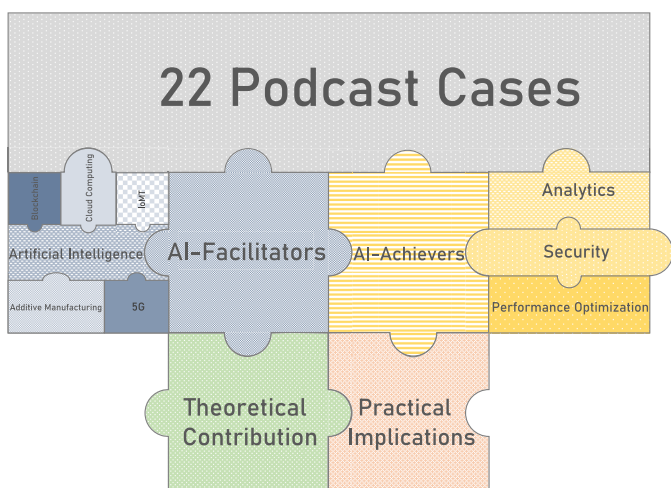 22 Podcast Cases
Blockchain
Cloud Computing
IoMT
Artificial Intelligence
Additive Manufacturing
5G
AI-Facilitators
AI-Achievers
Analytics
Security
Performance Optimization
Theoretical
Contribution
Practical
Implications